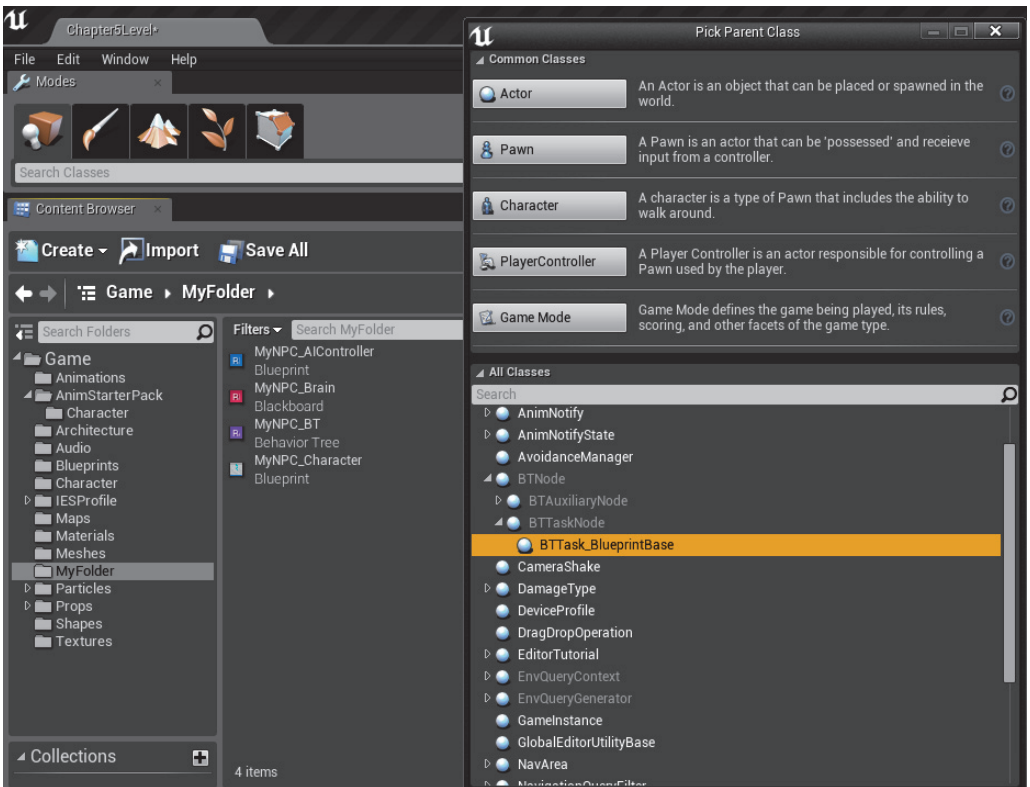 Chapter5Level*
File Edit Window Help
Modes
Search Classes
Content Browser
Create Import Save All
Game MyFolder
Search Folders
Game
Animations
AnimStarterPack
Character
Architecture
Audio
Blueprints
Character
IESProfile
Maps
Materials
Meshes
MyFolder
Particles
Props
Shapes
Textures
Collections
Filters Search MyFolder
MyNPC_AIController
Blueprint
MyNPC_Brain
Blackboard
MyNPC_BT
Behavior Tree
MyNPC_Character
Blueprint
4 items
Pick Parent Class
Common Classes
Actor
An Actor is an object that can be placed or spawned in the
world.
Pawn
A Pawn is an actor that can be 'possessed' and receieve
input from a controller.
Character
A character is a type of Pawn that includes the ability to
walk around.
PlayerController
A Player Controller is an actor responsible for controlling a
Pawn used by the player.
Game Mode
Game Mode defines the game being played, its rules,
scoring, and other facets of the game type.
All Classes
Search
AnimNotify
AnimNotifyState
AvoidanceManager
BTNode
BTAuxiliaryNode
BTTaskNode
BTTask_BlueprintBase
CameraShake
DamageType
DeviceProfile
DragDropOperation
EditorTutorial
EnvQueryContext
EnvQueryGenerator
GameInstance
GlobalEditorUtilityBase
NavArea
NavigationQueryFilter